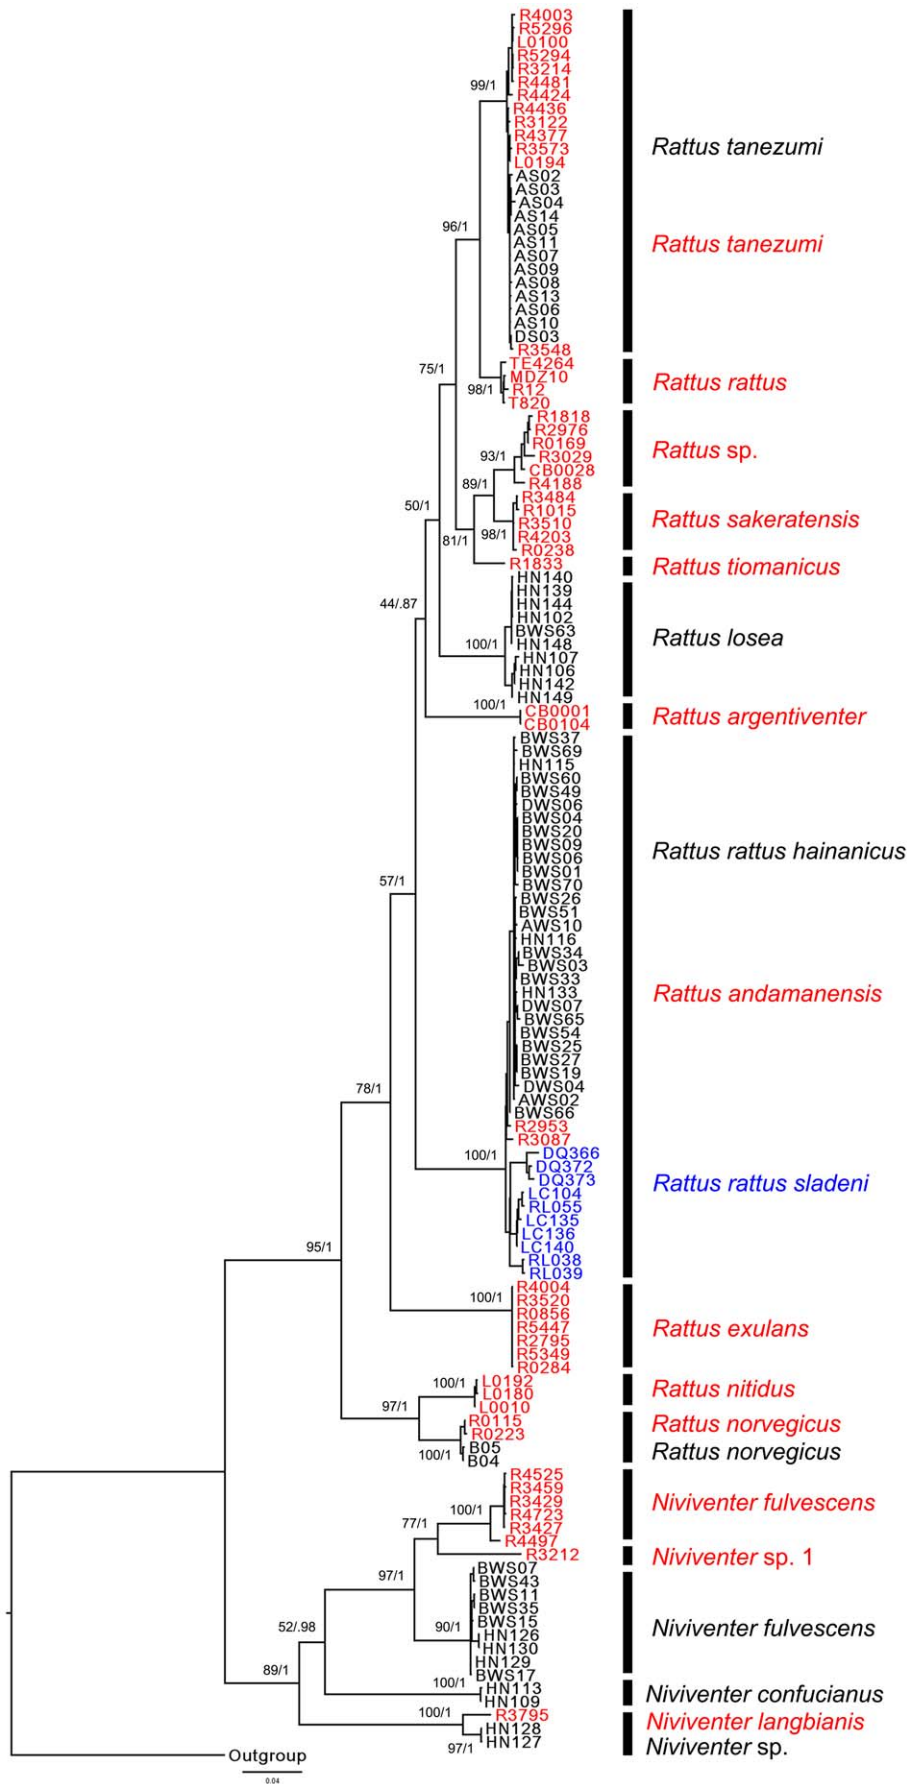 R4003
R5296
L0100
R5294
R3214
R4481
99/1
R4424
R4436
R3122
R4377
Rattus tanezumi
R3573
L0194
AS02
AS03
AS04
AS14
96/1
AS05
AS11
Rattus tanezumi
AS07
AS09
AS08
AS13
AS06
AS10
DS03
R3548
TE4264
75/1
MDZ10
Rattus rattus
98/1
R12
T820
R1818
R2976
R0169
Rattus sp.
93/1
R3029
CB0028
89/1
R4188
R3484
50/1
R1015
R3510
Rattus sakeratensis
81/1
98/1
R4203
R0238
R1833
Rattus tiomanicus
HN140
HN139
44/.87
HN144
HN102
BWS63
Rattus losea
100/1
HN148
HN107
HN106
HN142
HN149
100/1
CB0001
Rattus argentiventer
CB0104
BWS37
BWS69
HN115
BWS60
BWS49
DWS06
BWS04
BWS20
BWS09
Rattus rattus hainanicus
BWS06
BWS01
57/1
BWS70
BWS26
BWS51
AWS10
HN116
BWS34
BWS03
BWS33
HN133
Rattus andamanensis
DWS07
BWS65
BWS54
BWS25
BWS27
BWS19
78/1
DWS04
AWS02
BWS66
R2953
R3087
100/1
DQ366
DQ372
DQ373
Rattus rattus sladeni
LC104
RL055
LC135
LC136
95/1
LC140
RL038
RL039
R4004
100/1
R3520
R0856
R5447
Rattus exulans
R2795
R5349
R0284
100/1
L0192
L0180
Rattus nitidus
97/1
L0010
R0115
Rattus norvegicus
R0223
B05
Rattus norvegicus
100/1
B04
R4525
R3459
R3429
Niviventer fulvescens
100/1
R4723
77/1
R3427
R4497
R3212
Niviventer sp. 1
BWS07
97/1
BWS43
BWS11
BWS35
52/.98
90/1
BWS15
Niviventer fulvescens
HN126
HN130
HN129
89/1
BWS17
100/1
HN113
Niviventer confucianus
HN109
100/1
R3795
Niviventer langbianis
HN128
97/1
HN127
Niviventer sp.
Outgroup
0.04